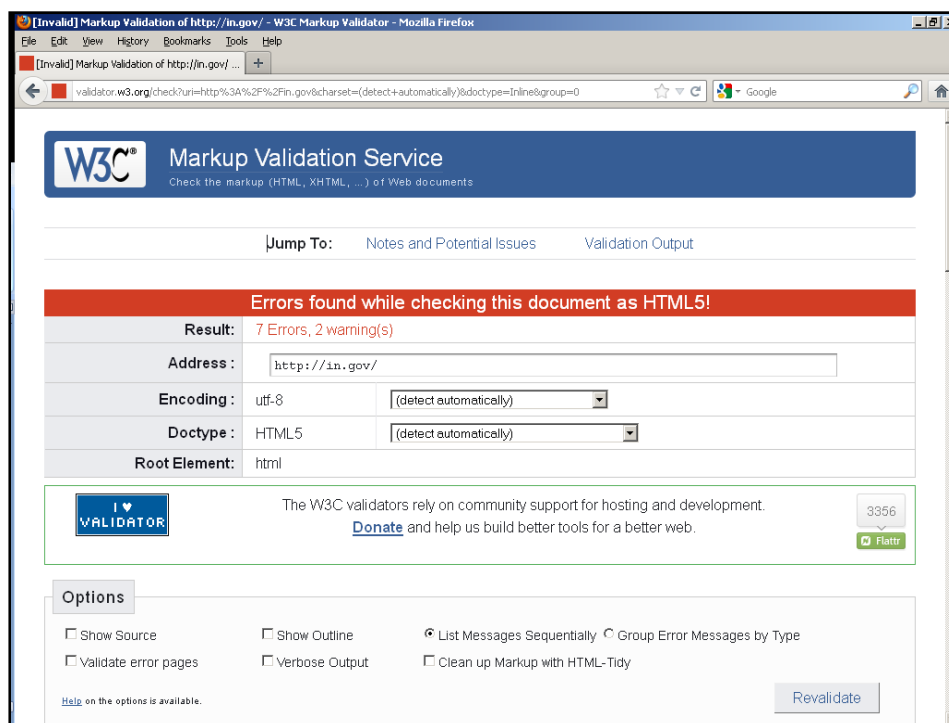 [Invalid] Markup Validation of http://in.gov/ - W3C Markup Validator - Mozilla Firefox
File Edit View History Bookmarks Tools Help
[Invalid] Markup Validation of http://in.gov/ ...
validator.w3.org/check?uri=http%3A%2F%2Fin.gov&charset=(detect+automatically)&doctype=Inline&group=0 Google
W3C® Markup Validation Service
Check the markup (HTML, XHTML, ...) of Web documents
Jump To: Notes and Potential Issues Validation Output
Errors found while checking this document as HTML5!
Result: 7 Errors, 2 warning(s)
Address : http://in.gov/
Encoding : utf-8 (detect automatically)
Doctype : HTML5 (detect automatically)
Root Element: html
I ♥
VALIDATOR
The W3C validators rely on community support for hosting and development.
Donate and help us build better tools for a better web.
3356
Flattr
Options
Show Source Show Outline List Messages Sequentially Group Error Messages by Type
Validate error pages Verbose Output Clean up Markup with HTML-Tidy
Help on the options is available.
Revalidate